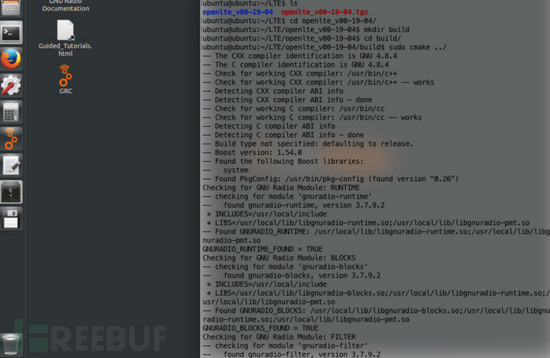 GNU Radio
Documentation
Guided_Tutorials.
html
GRC
ubuntu@ubuntu:~/LTE$ ls
openlte_v00-19-04 openlte_v00-19-04.tgz
ubuntu@ubuntu:~/LTE$ cd openlte_v00-19-04/
ubuntu@ubuntu:~/LTE/openlte_v00-19-04$ mkdir build
ubuntu@ubuntu:~/LTE/openlte_v00-19-04$ cd build/
ubuntu@ubuntu:~/LTE/openlte_v00-19-04/build$ sudo cmake ../
-- The CXX compiler identification is GNU 4.8.4
-- The C compiler identification is GNU 4.8.4
-- Check for working CXX compiler: /usr/bin/c++
-- Check for working CXX compiler: /usr/bin/c++ -- works
-- Detecting CXX compiler ABI info
-- Detecting CXX compiler ABI info - done
-- Check for working C compiler: /usr/bin/cc
-- Check for working C compiler: /usr/bin/cc -- works
-- Detecting C compiler ABI info
-- Detecting C compiler ABI info - done
-- Build type not specified: defaulting to release.
-- Boost version: 1.54.0
-- Found the following Boost libraries:
--   system
-- Found PkgConfig: /usr/bin/pkg-config (found version "0.26")
Checking for GNU Radio Module: RUNTIME
-- checking for module 'gnuradio-runtime'
--   found gnuradio-runtime, version 3.7.9.2
 * INCLUDES=/usr/local/include
 * LIBS=/usr/local/lib/libgnuradio-runtime.so;/usr/local/lib/libgnuradio-pmt.so
-- Found GNURADIO_RUNTIME: /usr/local/lib/libgnuradio-runtime.so;/usr/local/lib/libg
nuradio-pmt.so
GNURADIO_RUNTIME_FOUND = TRUE
Checking for GNU Radio Module: BLOCKS
-- checking for module 'gnuradio-blocks'
--   found gnuradio-blocks, version 3.7.9.2
 * INCLUDES=/usr/local/include
 * LIBS=/usr/local/lib/libgnuradio-blocks.so;/usr/local/lib/libgnuradio-runtime.so;/
usr/local/lib/libgnuradio-pmt.so
-- Found GNURADIO_BLOCKS: /usr/local/lib/libgnuradio-blocks.so;/usr/local/lib/libgnu
radio-runtime.so;/usr/local/lib/libgnuradio-pmt.so
GNURADIO_BLOCKS_FOUND = TRUE
Checking for GNU Radio Module: FILTER
-- checking for module 'gnuradio-filter'
--   found gnuradio-filter, version 3.7.9.2
REEBUF